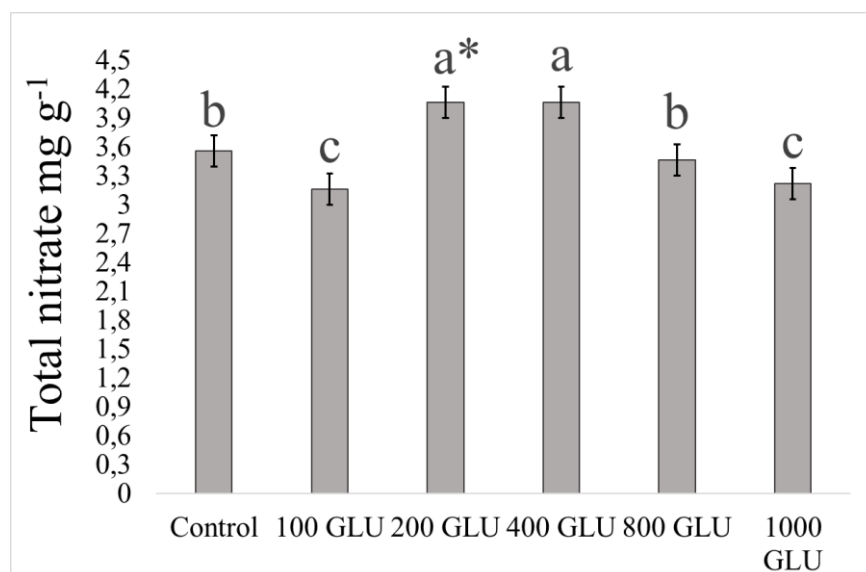 Total nitrate mg g-1
4,5
4,2
3,9
3,6
3,3
3
2,7
2,4
2,1
1,8
1,5
1,2
0,9
0,6
0,3
0
b
c
a*
a
b
c
Control 100 GLU 200 GLU 400 GLU 800 GLU 1000
GLU